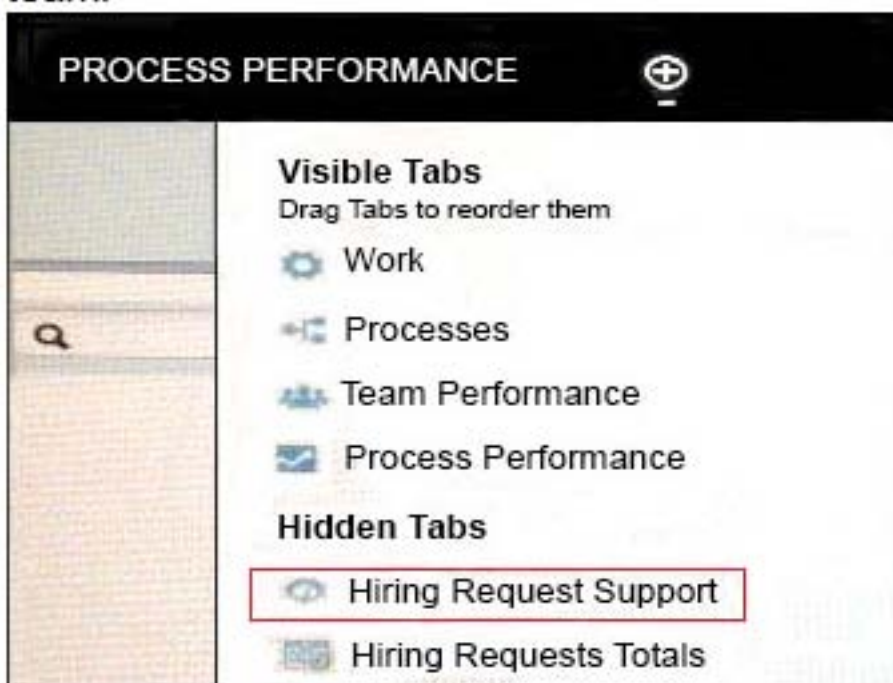 PROCESS PERFORMANCE
Visible Tabs
Drag Tabs to reorder them
Work
Processes
Team Performance
Process Performance
Hidden Tabs
Hiring Request Support
Hiring Requests Totals